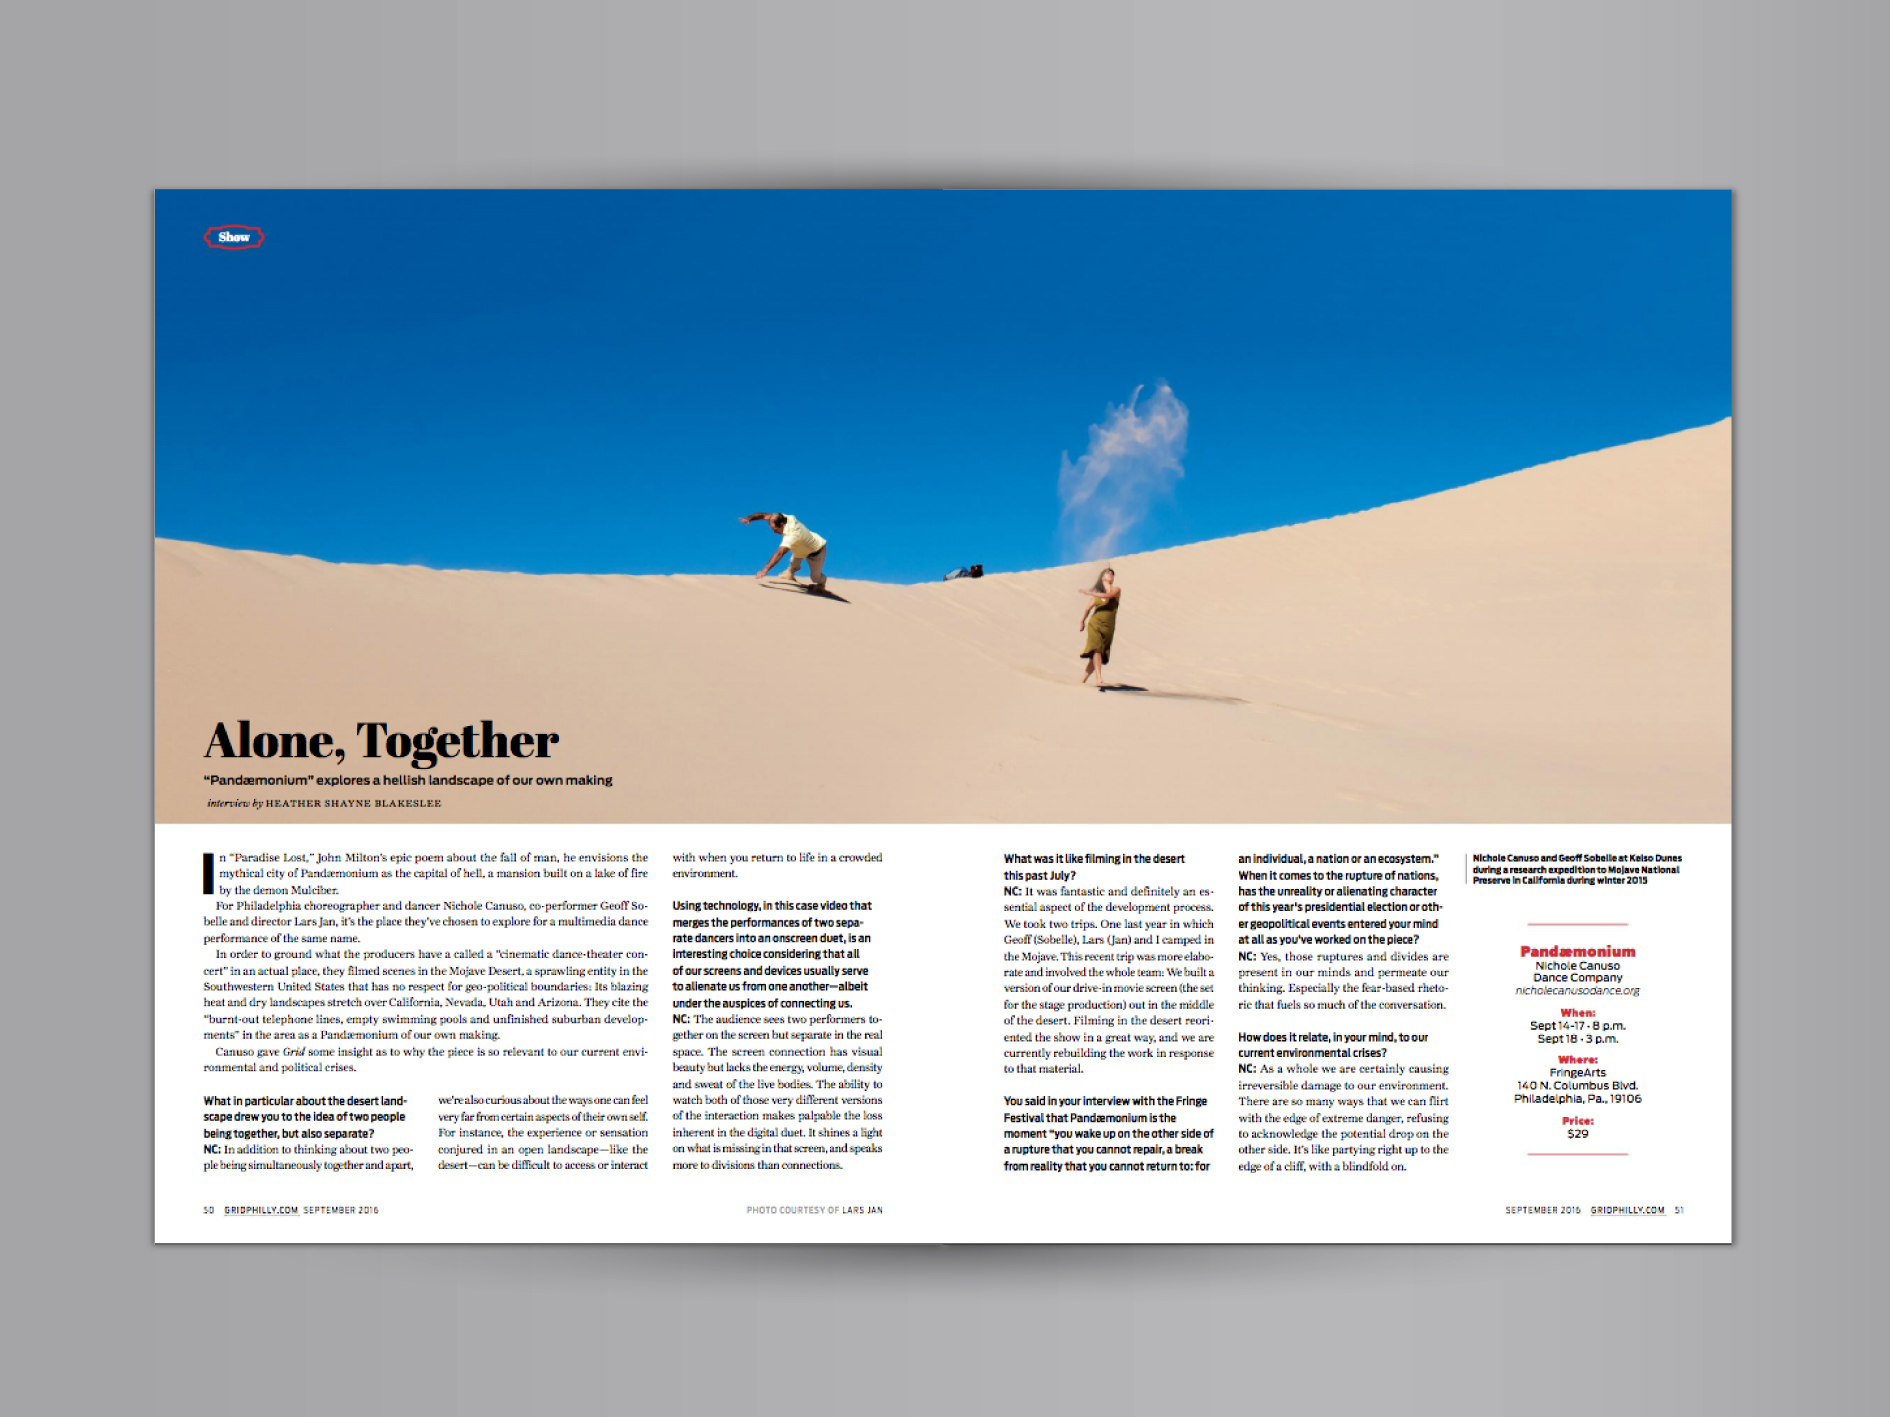 Show
Alone, Together
“Pandæmonium” explores a hellish landscape of our own making
interview by HEATHER SHAYNE BLAKESLEE
In “Paradise Lost,” John Milton’s epic poem about the fall of man, he envisions the
mythical city of Pandæmonium as the capital of hell, a mansion built on a lake of fire
by the demon Mulciber.
For Philadelphia choreographer and dancer Nichole Canuso, co-performer Geoff So-
belle and director Lars Jan, it’s the place they’ve chosen to explore for a multimedia dance
performance of the same name.
In order to ground what the producers have a called a “cinematic dance-theater con-
cert” in an actual place, they filmed scenes in the Mojave Desert, a sprawling entity in the
Southwestern United States that has no respect for geo-political boundaries: Its blazing
heat and dry landscapes stretch over California, Nevada, Utah and Arizona. They cite the
“burnt-out telephone lines, empty swimming pools and unfinished suburban develop-
ments” in the area as a Pandæmonium of our own making.
Canuso gave Grid some insight as to why the piece is so relevant to our current envi-
ronmental and political crises.
What in particular about the desert land-
scape drew you to the idea of two people
being together, but also separate?
NC: In addition to thinking about two peo-
ple being simultaneously together and apart,
we’re also curious about the ways one can feel
very far from certain aspects of their own self.
For instance, the experience or sensation
conjured in an open landscape—like the
desert—can be difficult to access or interact
with when you return to life in a crowded
environment.
Using technology, in this case video that
merges the performances of two sepa-
rate dancers into an onscreen duet, is an
interesting choice considering that all
of our screens and devices usually serve
to alienate us from one another—albeit
under the auspices of connecting us.
NC: The audience sees two performers to-
gether on the screen but separate in the real
space. The screen connection has visual
beauty but lacks the energy, volume, density
and sweat of the live bodies. The ability to
watch both of those very different versions
of the interaction makes palpable the loss
inherent in the digital duet. It shines a light
on what is missing in that screen, and speaks
more to divisions than connections.
50 GRIDPHILLY.COM SEPTEMBER 2016
PHOTO COURTESY OF LARS JAN
What was it like filming in the desert
this past July?
NC: It was fantastic and definitely an es-
sential aspect of the development process.
We took two trips. One last year in which
Geoff (Sobelle), Lars (Jan) and I camped in
the Mojave. This recent trip was more elabo-
rate and involved the whole team: We built a
version of our drive-in movie screen (the set
for the stage production) out in the middle
of the desert. Filming in the desert reori-
ented the show in a great way, and we are
currently rebuilding the work in response
to that material.
You said in your interview with the Fringe
Festival that Pandæmonium is the
moment “you wake up on the other side of
a rupture that you cannot repair, a break
from reality that you cannot return to: for
an individual, a nation or an ecosystem.”
When it comes to the rupture of nations,
has the unreality or alienating character
of this year’s presidential election or oth-
er geopolitical events entered your mind
at all as you’ve worked on the piece?
NC: Yes, those ruptures and divides are
present in our minds and permeate our
thinking. Especially the fear-based rheto-
ric that fuels so much of the conversation.
How does it relate, in your mind, to our
current environmental crises?
NC: As a whole we are certainly causing
irreversible damage to our environment.
There are so many ways that we can flirt
with the edge of extreme danger, refusing
to acknowledge the potential drop on the
other side. It’s like partying right up to the
edge of a cliff, with a blindfold on.
Nichole Canuso and Geoff Sobelle at Kelso Dunes
during a research expedition to Mojave National
Preserve in California during winter 2015
Pandæmonium
Nichole Canuso
Dance Company
nicholecanusodance.org
When:
Sept 14-17 • 8 p.m.
Sept 18 • 3 p.m.
Where:
FringeArts
140 N. Columbus Blvd.
Philadelphia, Pa., 19106
Price:
$29
SEPTEMBER 2016 GRIDPHILLY.COM 51